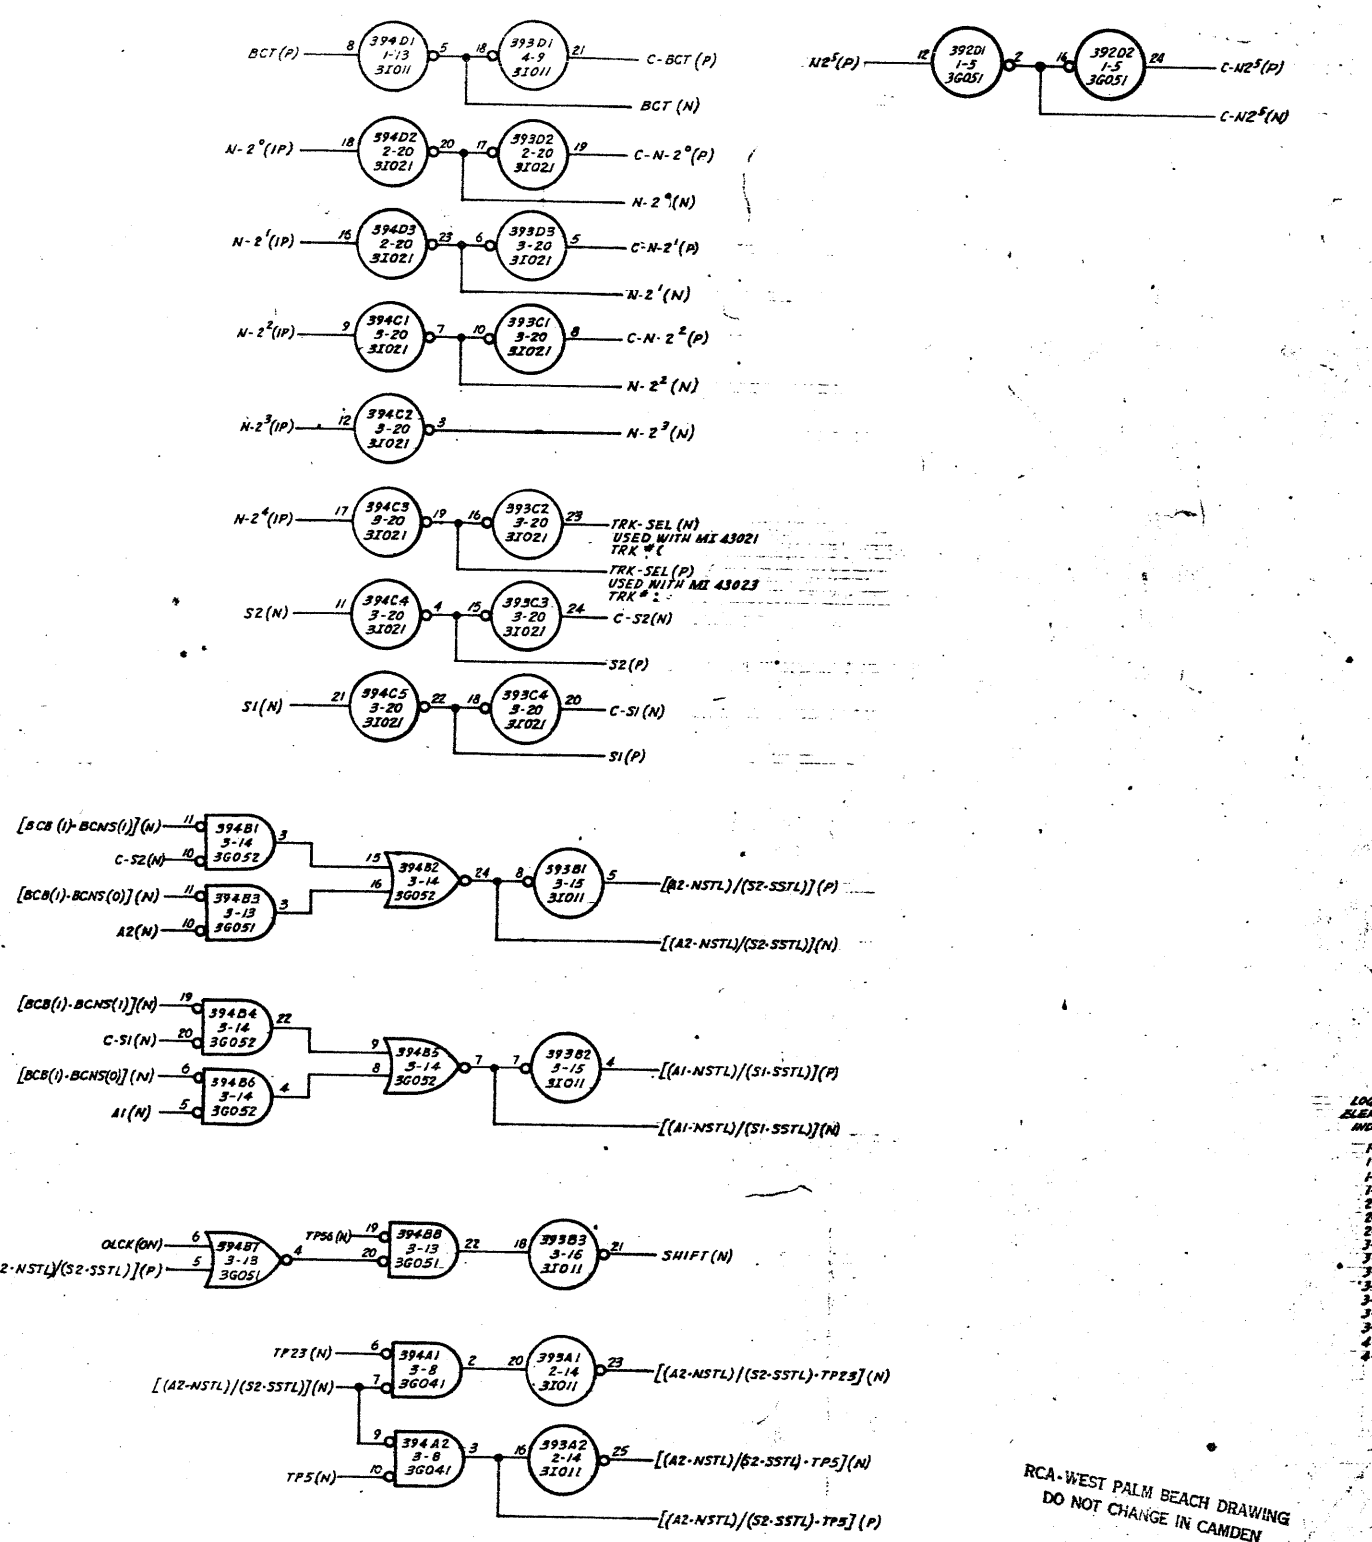 BCT(P) 8 394D1 5 18 393D1 21 C-BCT(P)
1-13 4-9
3I011 3I011
BCT(N)
N2⁵(P) 12 392D1 2 14 392D2 24 C-N2⁵(P)
1-5 1-5
3G051 3G051
C-N2⁵(N)
N-2⁰(1P) 18 394D2 20 17 393D2 19 C-N-2⁰(P)
2-20 2-20
3I021 3I021
N-2⁰(N)
N-2¹(1P) 16 394D3 23 6 393D3 5 C-N-2¹(P)
2-20 3-20
3I021 3I021
N-2¹(N)
N-2²(1P) 9 394C1 7 10 393C1 8 C-N-2²(P)
3-20 3-20
3I021 3I021
N-2²(N)
N-2³(1P) 12 394C2 3 N-2³(N)
3-20
3I021
N-2⁴(1P) 17 394C3 19 16 393C2 23 TRK-SEL(N)
3-20 3-20 USED WITH MI 43021
3I021 3I021 TRK #
TRK-SEL(P)
USED WITH MI 43023
TRK #
S2(N) 11 394C4 4 15 393C3 24 C-S2(N)
3-20 3-20
3I021 3I021
S2(P)
S1(N) 21 394C5 22 18 393C4 20 C-S1(N)
3-20 3-20
3I021 3I021
S1(P)
[BCB(1)·BCNS(1)](N) 11 394B1 3
3-14
C-S2(N) 10 3G052
15 394B2 24 8 393B1 5 [A2·NSTL)/(S2·SSTL)](P)
16 3-14 3-15
3G052 3I011
[BCB(1)·BCNS(0)](N) 11 394B3 3
3-13
A2(N) 10 3G051
[(A2·NSTL)/(S2·SSTL)](N)
[BCB(1)·BCNS(1)](N) 19 394B4 22
3-14
C-S1(N) 20 3G052
9 394B5 7 7 393B2 4 [(A1·NSTL)/(S1·SSTL)](P)
8 3-14 3-15
3G052 3I011
[BCB(1)·BCNS(0)](N) 6 394B6 4
3-14
A1(N) 5 3G052
[(A1·NSTL)/(S1·SSTL)](N)
OLCK(ON) 6 394B7 4
3-13
2·NSTL)/(S2·SSTL)](P) 5 3G051
TP56(N) 19 394B8 22 18 393B3 21 SHIFT(N)
20 3-13 3-16
3G051 3I011
TP23(N) 6 394A1 2 20 393A1 23 [(A2·NSTL)/(S2·SSTL)·TP23](N)
3-8 2-14
[(A2·NSTL)/(S2·SSTL)](N) 7 3G041 3I011
9 394A2 3 16 393A2 25 [(A2·NSTL)/(S2·SSTL)·TP5](N)
3-8 2-14
TP5(N) 10 3G041 3I011
[(A2·NSTL)/(S2·SSTL)·TP5](P)
RCA-WEST PALM BEACH DRAWING
DO NOT CHANGE IN CAMDEN